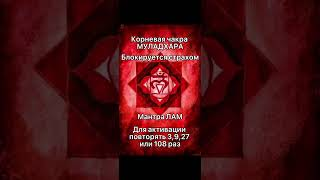 Корневая чакра
МУЛАДХАРА
Блокируется страхом
Мантра ЛАМ
Для активации
повторять 3,9,27
или 108 раз